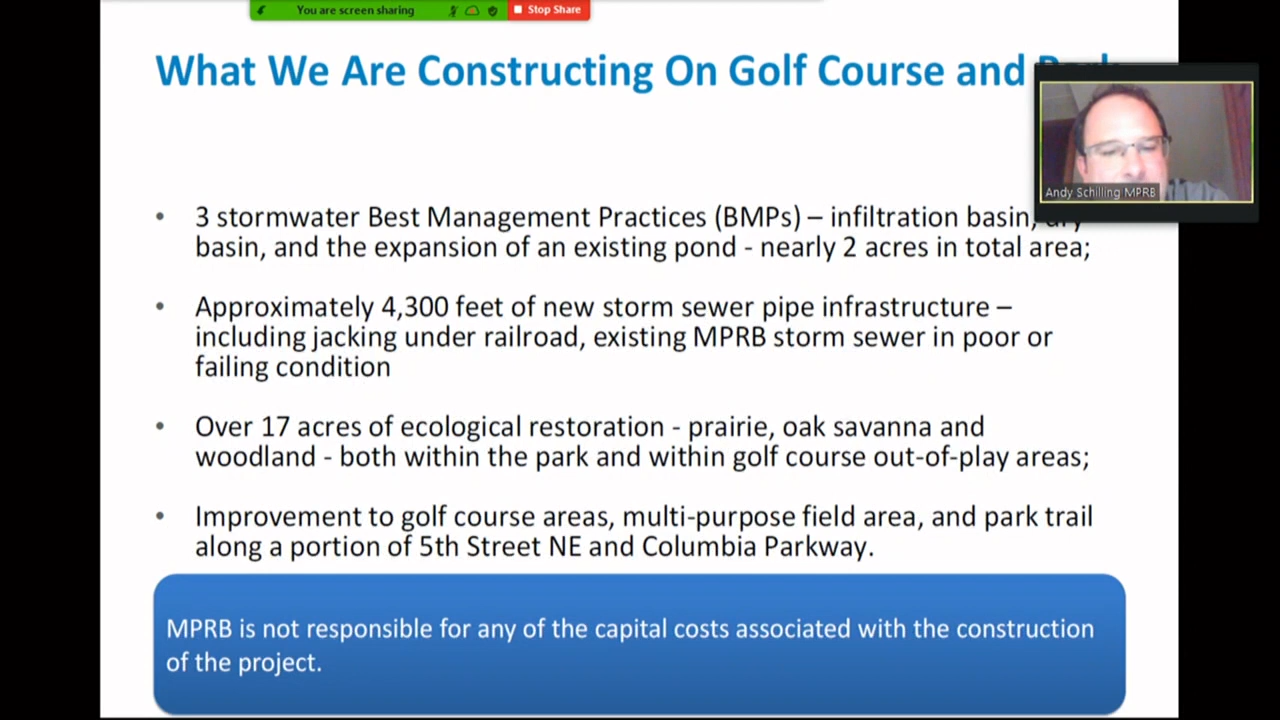 You are screen sharing
Stop Share
What We Are Constructing On Golf Course and
Andy Schilling MPRB
• 3 stormwater Best Management Practices (BMPs) – infiltration basin, dry
basin, and the expansion of an existing pond - nearly 2 acres in total area;
• Approximately 4,300 feet of new storm sewer pipe infrastructure –
including jacking under railroad, existing MPRB storm sewer in poor or
failing condition
• Over 17 acres of ecological restoration - prairie, oak savanna and
woodland - both within the park and within golf course out-of-play areas;
• Improvement to golf course areas, multi-purpose field area, and park trail
along a portion of 5th Street NE and Columbia Parkway.
MPRB is not responsible for any of the capital costs associated with the construction
of the project.